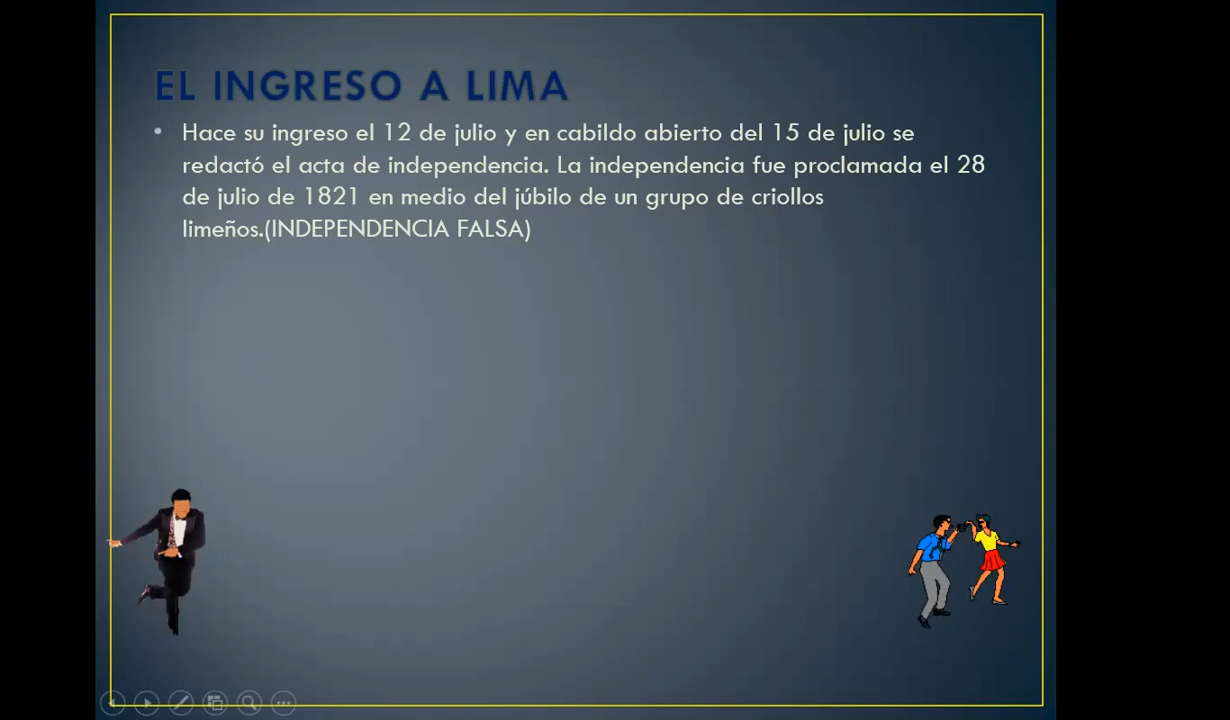 EL INGRESO A LIMA
• Hace su ingreso el 12 de julio y en cabildo abierto del 15 de julio se
redactó el acta de independencia. La independencia fue proclamada el 28
de julio de 1821 en medio del júbilo de un grupo de criollos
limeños.(INDEPENDENCIA FALSA)